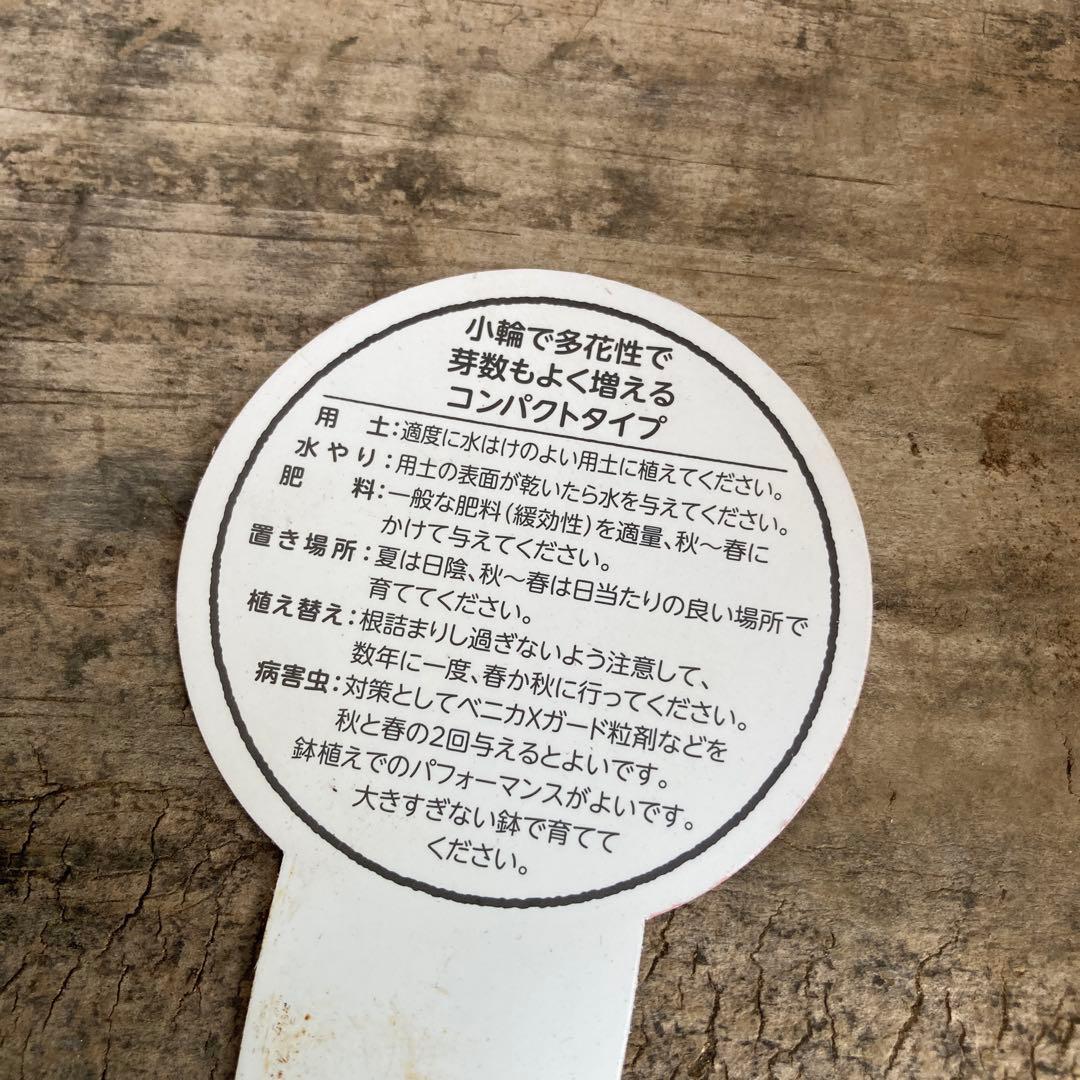 小輪で多花性で
芽数もよく増える
コンパクトタイプ
用土:適度に水はけのよい用土に植えてください。
水やり:用土の表面が乾いたら水を与えてください。
肥料:一般な肥料(緩効性)を適量、秋〜春に
かけて与えてください。
置き場所:夏は日陰、秋〜春は日当たりの良い場所で
育ててください。
植え替え:根詰まりし過ぎないよう注意して、
数年に一度、春か秋に行ってください。
病害虫:対策としてベニカXガード粒剤などを
秋と春の2回与えるとよいです。
鉢植えでのパフォーマンスがよいです。
大きすぎない鉢で育てて
ください。